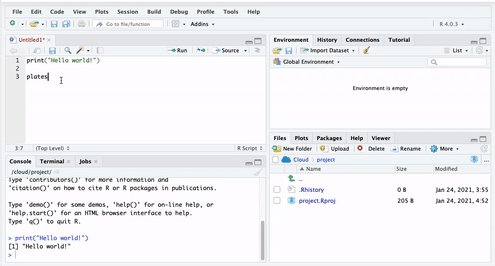 File Edit Code View Plots Session Build Debug Profile Tools Help
Go to file/function Addins R 4.0.3
Untitled1*
Run Source
1 print("Hello world!")
2
3 plates
3:7 (Top Level) R Script
Console Terminal Jobs
/cloud/project/
Type 'contributors()' for more information and
'citation()' on how to cite R or R packages in publications.
Type 'demo()' for some demos, 'help()' for on-line help, or
'help.start()' for an HTML browser interface to help.
Type 'q()' to quit R.
> print("Hello world!")
[1] "Hello world!"
>
Environment History Connections Tutorial
Import Dataset List
Global Environment
Environment is empty
Files Plots Packages Help Viewer
New Folder Upload Delete Rename More
Cloud project
Name Size Modified
..
.Rhistory 0 B Jan 24, 2021, 3:55
project.Rproj 205 B Jan 24, 2021, 4:52